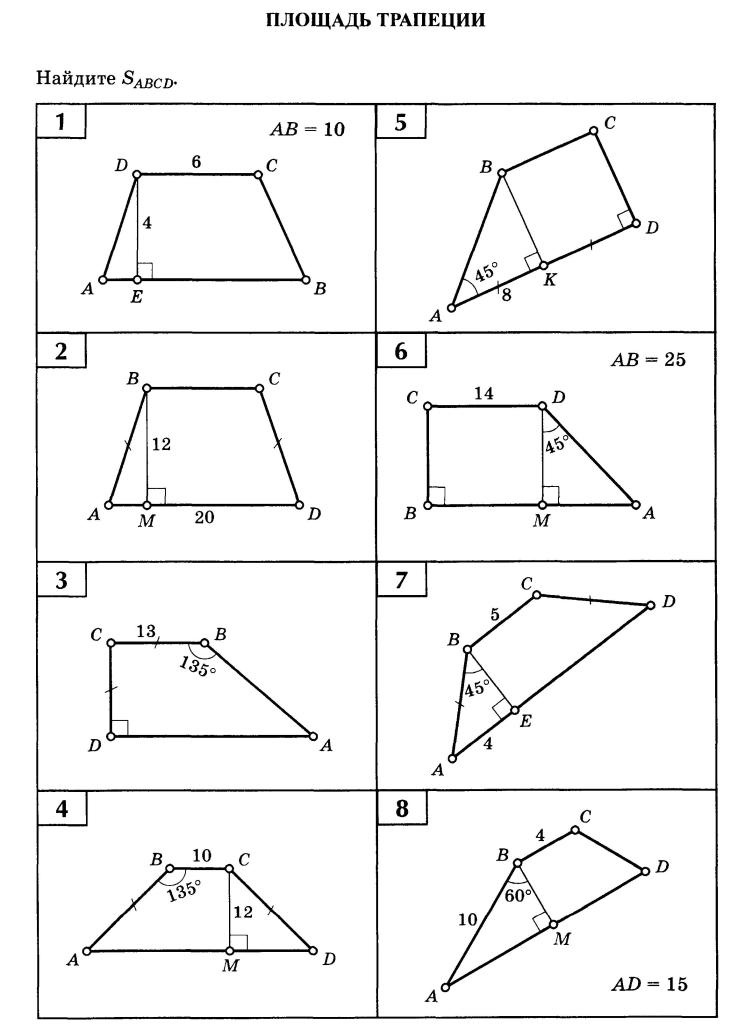 ПЛОЩАДЬ ТРАПЕЦИИ
Найдите S_ABCD.
1
AB = 10
D 6 C
4
A E B
5
C
B
D
45°
K
8
A
2
B C
12
A M D
20
6
AB = 25
14
C D
45°
B M A
3
13
C B
135°
D A
7
C
D
5
B
45°
E
4
A
4
10
B C
135°
12
A M D
8
C
4
B
D
60°
10
M
A
AD = 15